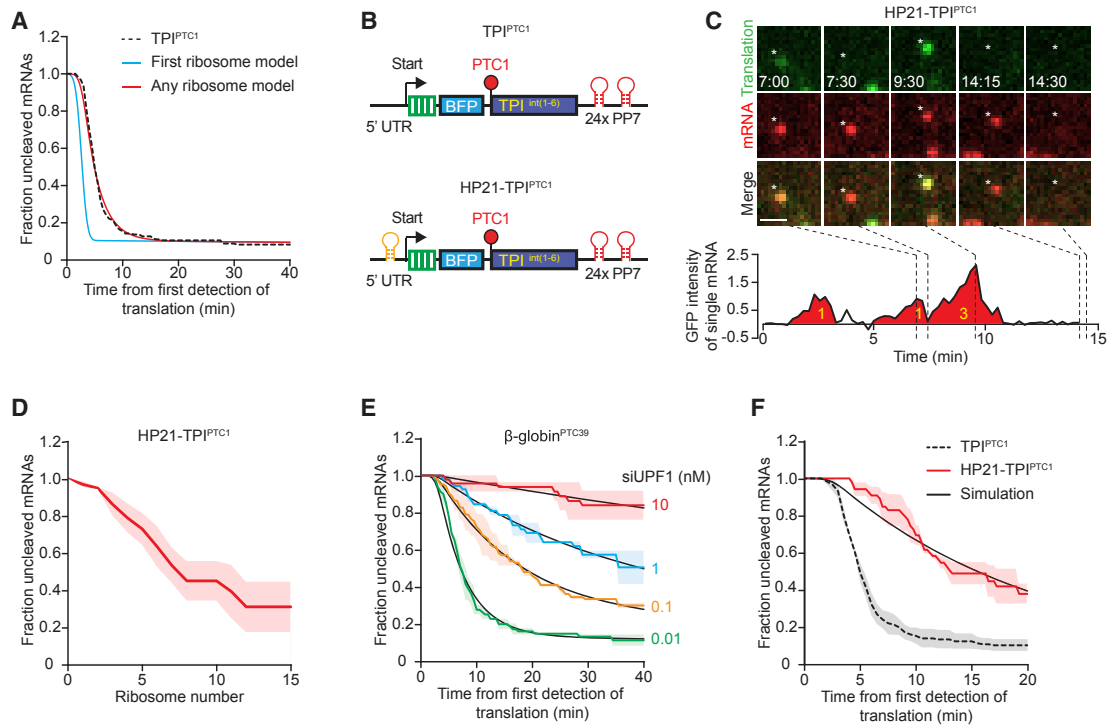 A
TPI^PTC1
First ribosome model
Any ribosome model
Fraction uncleaved mRNAs
1.2
1.0
0.8
0.6
0.4
0.2
0
0 10 20 30 40
Time from first detection of
translation (min)
B
TPI^PTC1
Start
PTC1
BFP
TPI int(1-6)
5' UTR
24x PP7
HP21-TPI^PTC1
Start
PTC1
BFP
TPI int(1-6)
5' UTR
24x PP7
C
HP21-TPI^PTC1
Translation
* * * * *
7:00 7:30 9:30 14:15 14:30
mRNA
* * * * *
Merge
* * * * *
GFP intensity
of single mRNA
2.5
1.5
0.5
-0.5
1 1 3
0 5 10 15
Time (min)
D
HP21-TPI^PTC1
Fraction uncleaved mRNAs
1.2
1.0
0.8
0.6
0.4
0.2
0
0 5 10 15
Ribosome number
E
β-globin^PTC39
siUPF1 (nM)
10
1
0.1
0.01
Fraction uncleaved mRNAs
1.2
1.0
0.8
0.6
0.4
0.2
0
0 10 20 30 40
Time from first detection of
translation (min)
F
TPI^PTC1
HP21-TPI^PTC1
Simulation
Fraction uncleaved mRNAs
1.2
1.0
0.8
0.6
0.4
0.2
0
0 5 10 15 20
Time from first detection of
translation (min)